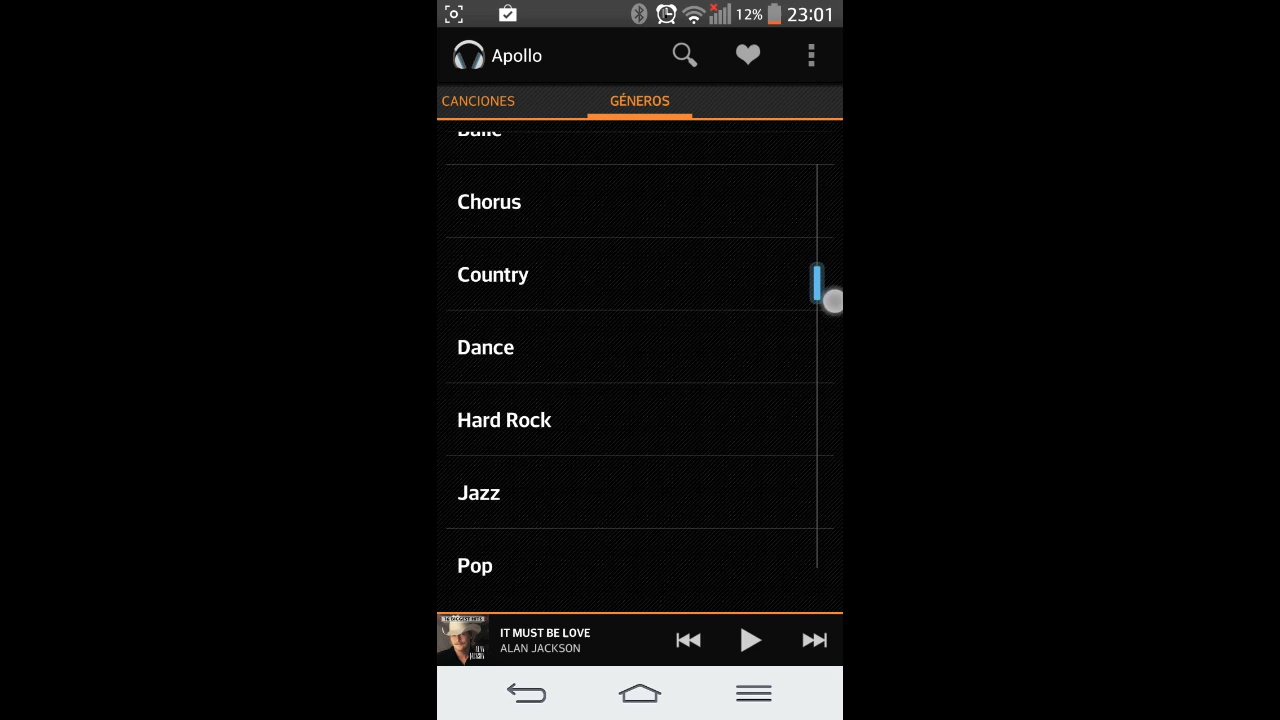 12% 23:01
Apollo
CANCIONES GÉNEROS
Baile
Chorus
Country
Dance
Hard Rock
Jazz
Pop
IT MUST BE LOVE
ALAN JACKSON